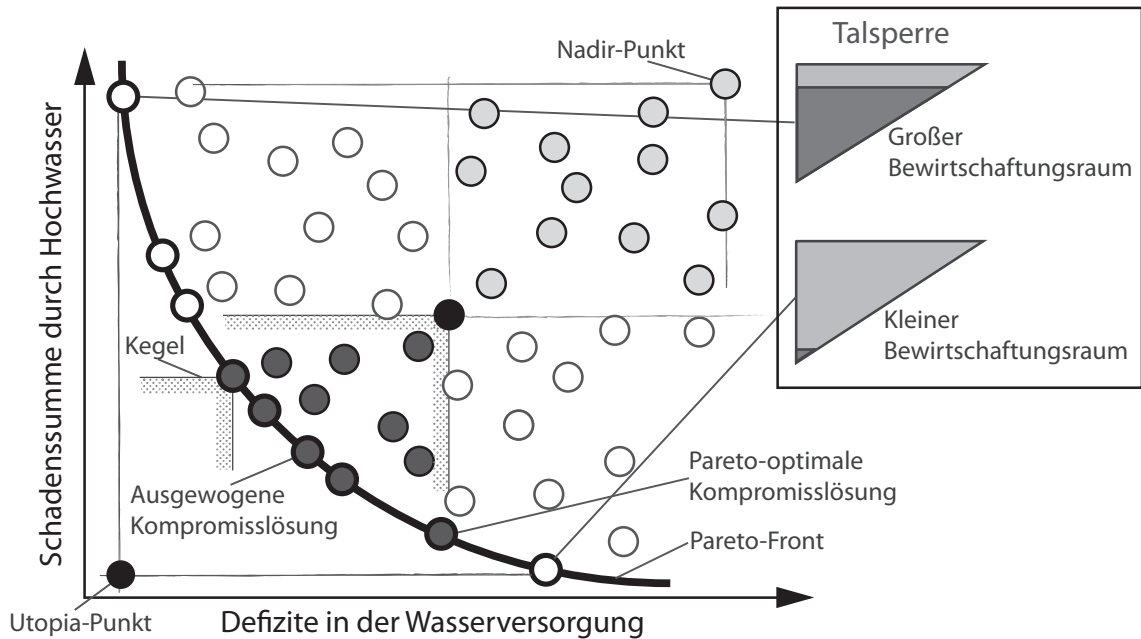 Nadir-Punkt
Talsperre
Großer
Bewirtschaftungsraum
Kleiner
Bewirtschaftungsraum
Schadenssumme durch Hochwasser
Kegel
Ausgewogene
Kompromisslösung
Pareto-optimale
Kompromisslösung
Pareto-Front
Utopia-Punkt
Defizite in der Wasserversorgung